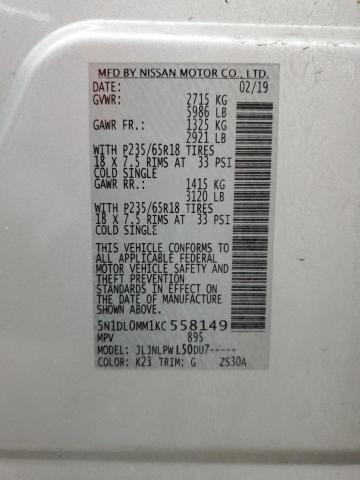 MFD BY NISSAN MOTOR CO., LTD.
DATE: 02/19
GVWR: 2715 KG
5986 LB
GAWR FR.: 1325 KG
2921 LB
WITH P235/65R18 TIRES
18 X 7.5 RIMS AT 33 PSI
COLD SINGLE
GAWR RR.: 1415 KG
3120 LB
WITH P235/65R18 TIRES
18 X 7.5 RIMS AT 33 PSI
COLD SINGLE
THIS VEHICLE CONFORMS TO
ALL APPLICABLE FEDERAL
MOTOR VEHICLE SAFETY
AND THEFT PREVENTION
STANDARDS IN EFFECT ON
THE DATE OF MANUFACTURE
SHOWN ABOVE.
5N1DL0MM1KC558149
MPV 895
MODEL: JLJNLPW L50DU7-----
COLOR: K23 TRIM: G ZS30A